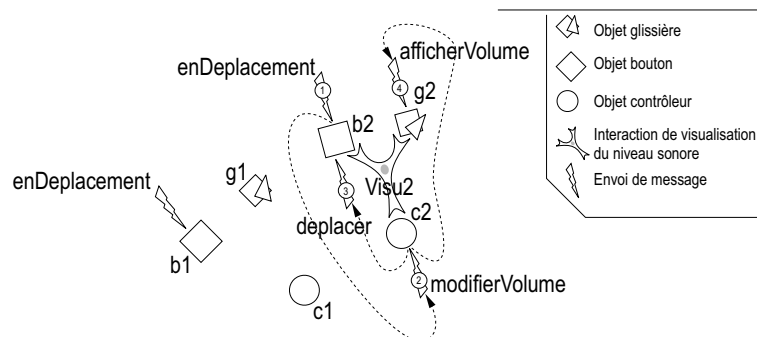 afficherVolume
enDeplacement
1
4
g2
b2
enDeplacement
g1
3
Visu2
deplacer
c2
b1
2
modifierVolume
c1
Objet glissière
Objet bouton
Objet contrôleur
Interaction de visualisation
du niveau sonore
Envoi de message